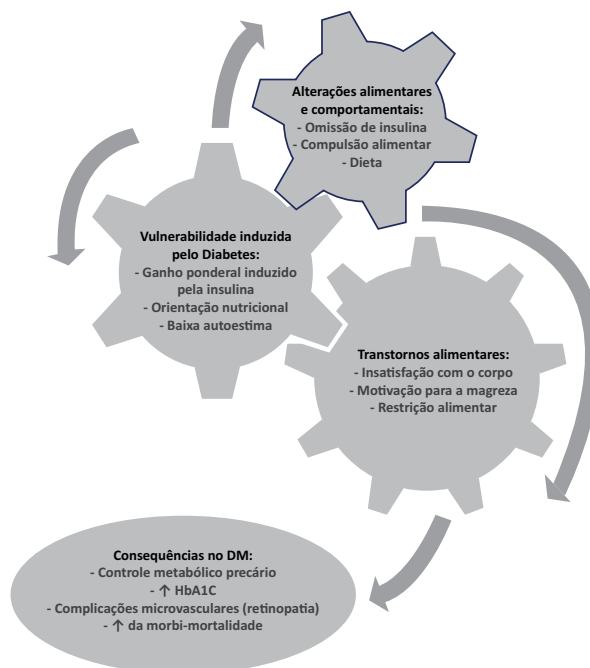 Alterações alimentares
e comportamentais:
- Omissão de insulina
- Compulsão alimentar
- Dieta
Vulnerabilidade induzida
pelo Diabetes:
- Ganho ponderal induzido
pela insulina
- Orientação nutricional
- Baixa autoestima
Transtornos alimentares:
- Insatisfação com o corpo
- Motivação para a magreza
- Restrição alimentar
Consequências no DM:
- Controle metabólico precário
- ↑ HbA1C
- Complicações microvasculares (retinopatia)
- ↑ da morbi-mortalidade